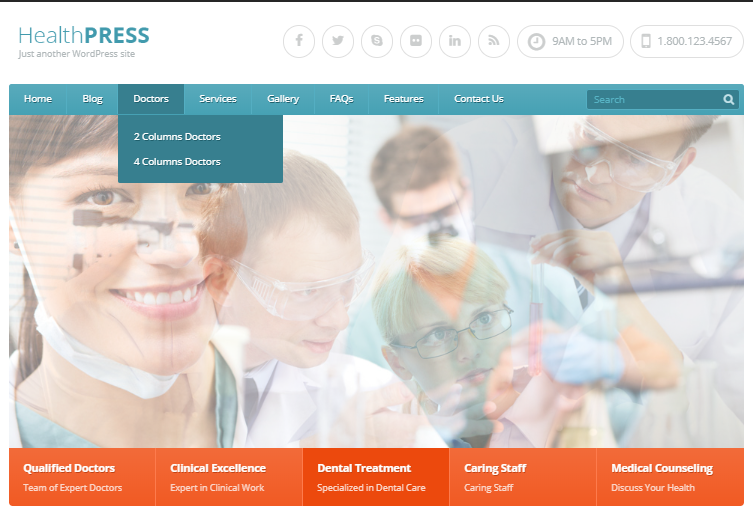 HealthPRESS
Just another WordPress site
9AM to 5PM
1.800.123.4567
Home Blog Doctors Services Gallery FAQs Features Contact Us Search
2 Columns Doctors
4 Columns Doctors
Qualified Doctors
Team of Expert Doctors
Clinical Excellence
Expert in Clinical Work
Dental Treatment
Specialized in Dental Care
Caring Staff
Caring Staff
Medical Counseling
Discuss Your Health